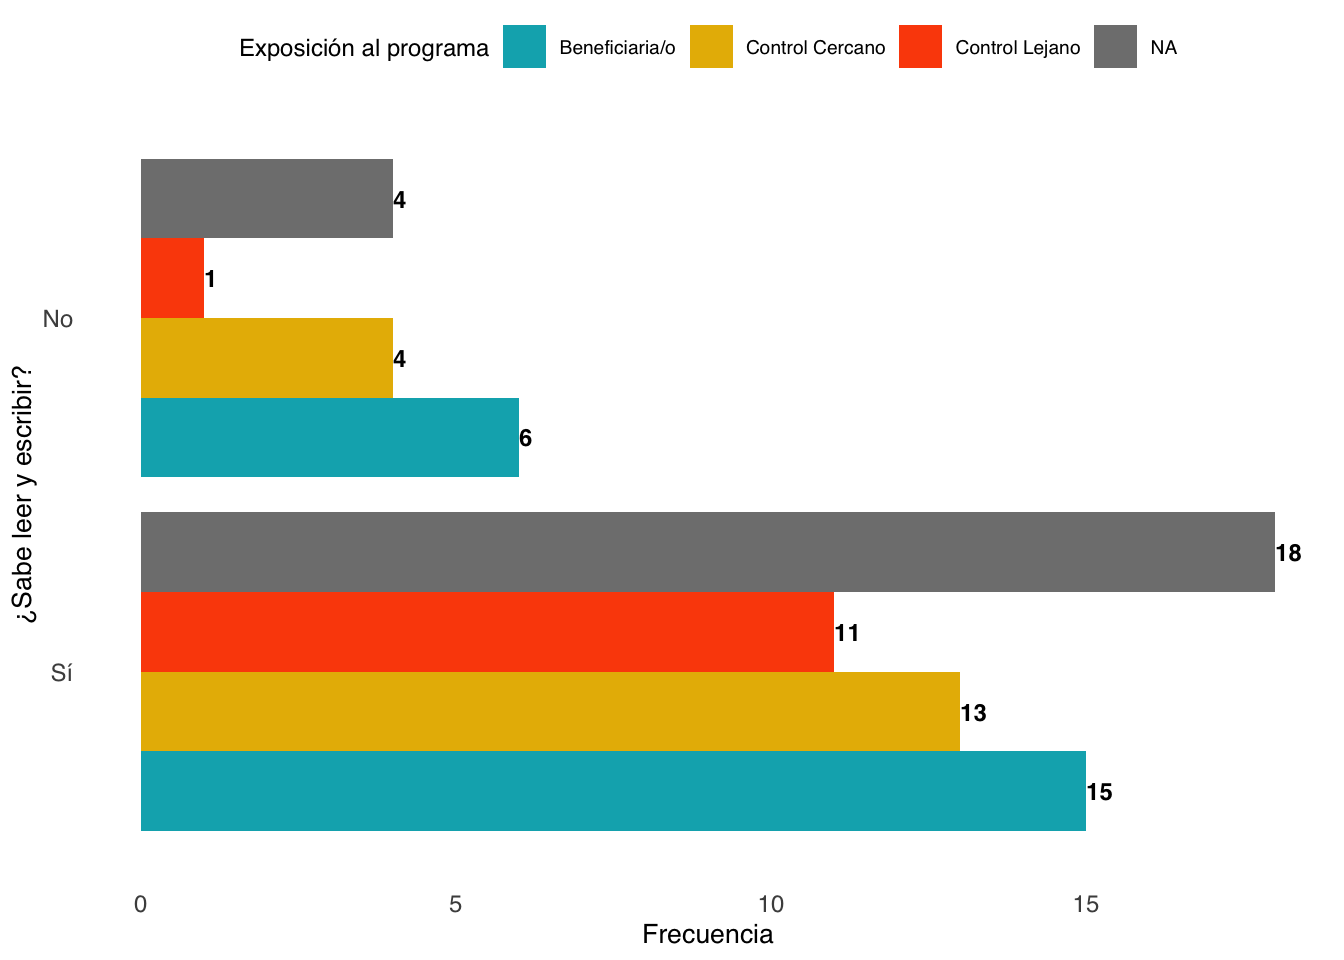 Exposición al programa Beneficiaria/o Control Cercano Control Lejano NA
4
1
No
4
6
¿Sabe leer y escribir?
18
11
Sí
13
15
0 5 10 15
Frecuencia